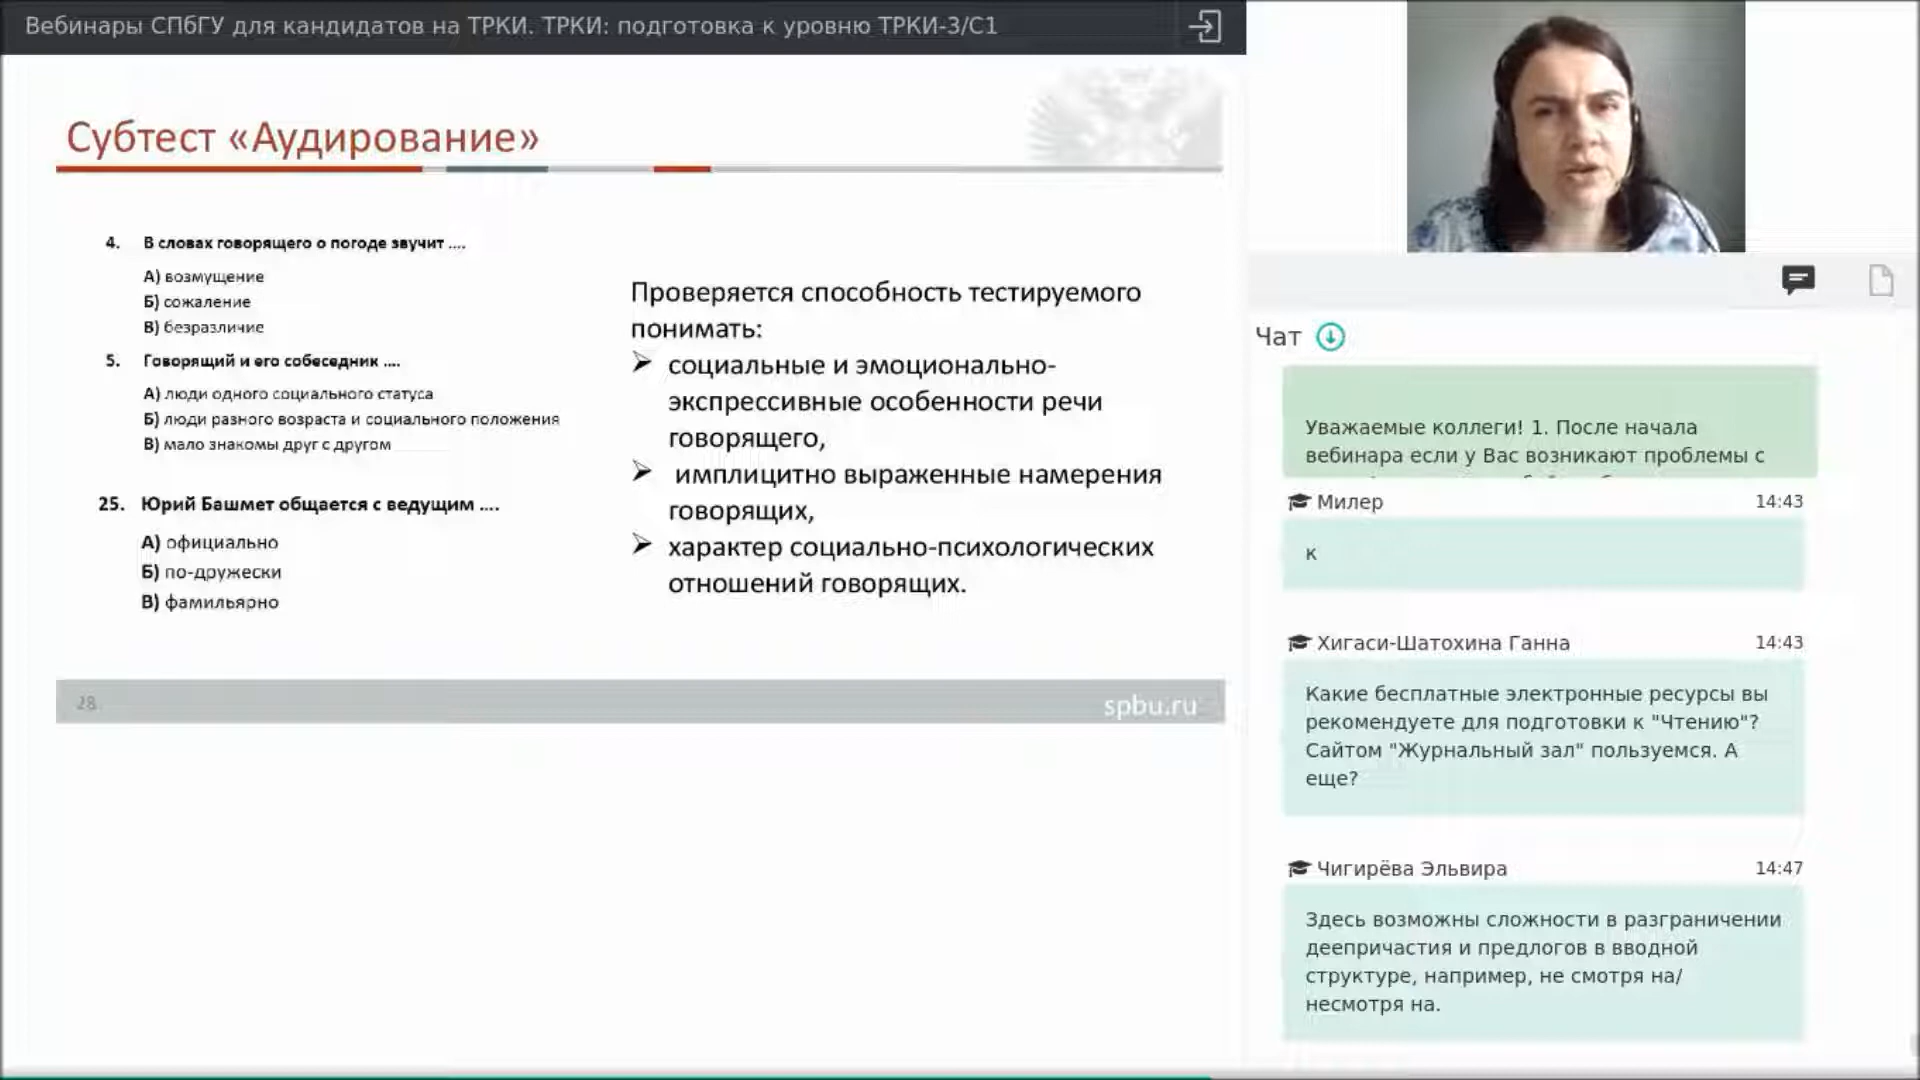 Вебинары СПбГУ для кандидатов на ТРКИ. ТРКИ: подготовка к уровню ТРКИ-3/С1
Субтест «Аудирование»
4. В словах говорящего о погоде звучит ....
А) возмущение
Б) сожаление
В) безразличие
5. Говорящий и его собеседник ....
А) люди одного социального статуса
Б) люди разного возраста и социального положения
В) мало знакомы друг с другом
25. Юрий Башмет общается с ведущим ....
А) официально
Б) по-дружески
В) фамильярно
Проверяется способность тестируемого
понимать:
социальные и эмоционально-
экспрессивные особенности речи
говорящего,
имплицитно выраженные намерения
говорящих,
характер социально-психологических
отношений говорящих.
28
spbu.ru
Чат
Уважаемые коллеги! 1. После начала
вебинара если у Вас возникают проблемы с
Милер 14:43
к
Хигаси-Шатохина Ганна 14:43
Какие бесплатные электронные ресурсы вы
рекомендуете для подготовки к "Чтению"?
Сайтом "Журнальный зал" пользуемся. А
еще?
Чигирёва Эльвира 14:47
Здесь возможны сложности в разграничении
деепричастия и предлогов в вводной
структуре, например, не смотря на/
несмотря на.